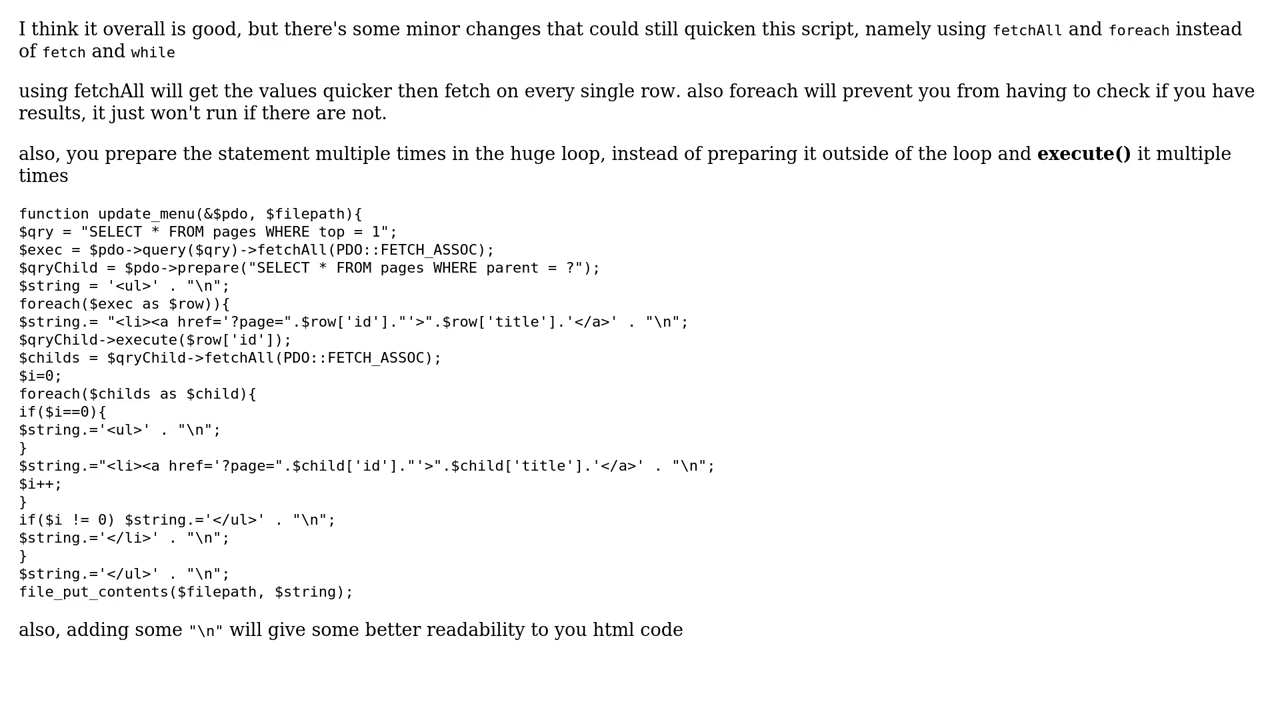 I think it overall is good, but there's some minor changes that could still quicken this script, namely using fetchAll and foreach instead
of fetch and while
using fetchAll will get the values quicker then fetch on every single row. also foreach will prevent you from having to check if you have
results, it just won't run if there are not.
also, you prepare the statement multiple times in the huge loop, instead of preparing it outside of the loop and execute() it multiple
times
function update_menu(&$pdo, $filepath){
$qry = "SELECT * FROM pages WHERE top = 1";
$exec = $pdo->query($qry)->fetchAll(PDO::FETCH_ASSOC);
$qryChild = $pdo->prepare("SELECT * FROM pages WHERE parent = ?");
$string = '<ul>' . "\n";
foreach($exec as $row)){
$string.= "<li><a href='?page=".$row['id']."'>".$row['title'].'</a>' . "\n";
$qryChild->execute($row['id']);
$childs = $qryChild->fetchAll(PDO::FETCH_ASSOC);
$i=0;
foreach($childs as $child){
if($i==0){
$string.='<ul>' . "\n";
}
$string.="<li><a href='?page=".$child['id']."'>".$child['title'].'</a>' . "\n";
$i++;
}
if($i != 0) $string.='</ul>' . "\n";
$string.='</li>' . "\n";
}
$string.='</ul>' . "\n";
file_put_contents($filepath, $string);
also, adding some "\n" will give some better readability to you html code